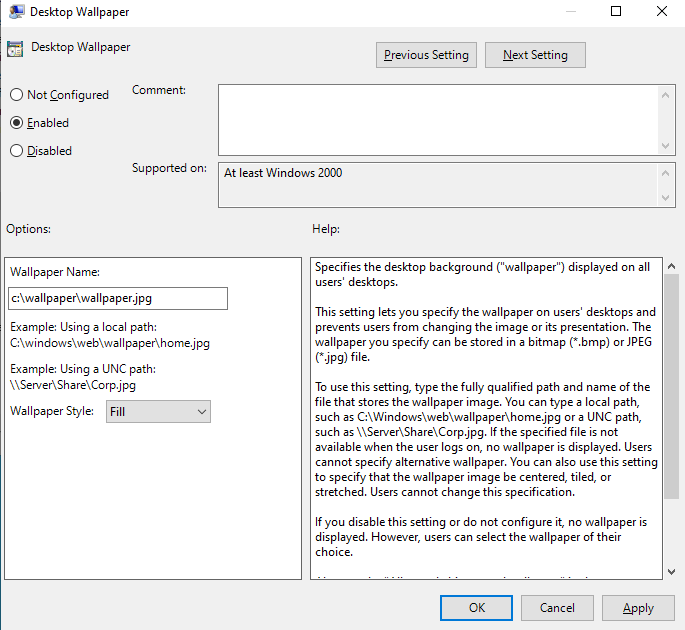 Desktop Wallpaper
Desktop Wallpaper
Previous Setting
Next Setting
Not Configured
Enabled
Disabled
Comment:
Supported on:
At least Windows 2000
Options:
Help:
Wallpaper Name:
c:\wallpaper\wallpaper.jpg
Example: Using a local path:
C:\windows\web\wallpaper\home.jpg
Example: Using a UNC path:
\\Server\Share\Corp.jpg
Wallpaper Style:
Fill
Specifies the desktop background ("wallpaper") displayed on all
users' desktops.
This setting lets you specify the wallpaper on users' desktops and
prevents users from changing the image or its presentation. The
wallpaper you specify can be stored in a bitmap (*.bmp) or JPEG
(*.jpg) file.
To use this setting, type the fully qualified path and name of the
file that stores the wallpaper image. You can type a local path,
such as C:\Windows\web\wallpaper\home.jpg or a UNC path,
such as \\Server\Share\Corp.jpg. If the specified file is not
available when the user logs on, no wallpaper is displayed. Users
cannot specify alternative wallpaper. You can also use this setting
to specify that the wallpaper image be centered, tiled, or
stretched. Users cannot change this specification.
If you disable this setting or do not configure it, no wallpaper is
displayed. However, users can select the wallpaper of their
choice.
OK
Cancel
Apply